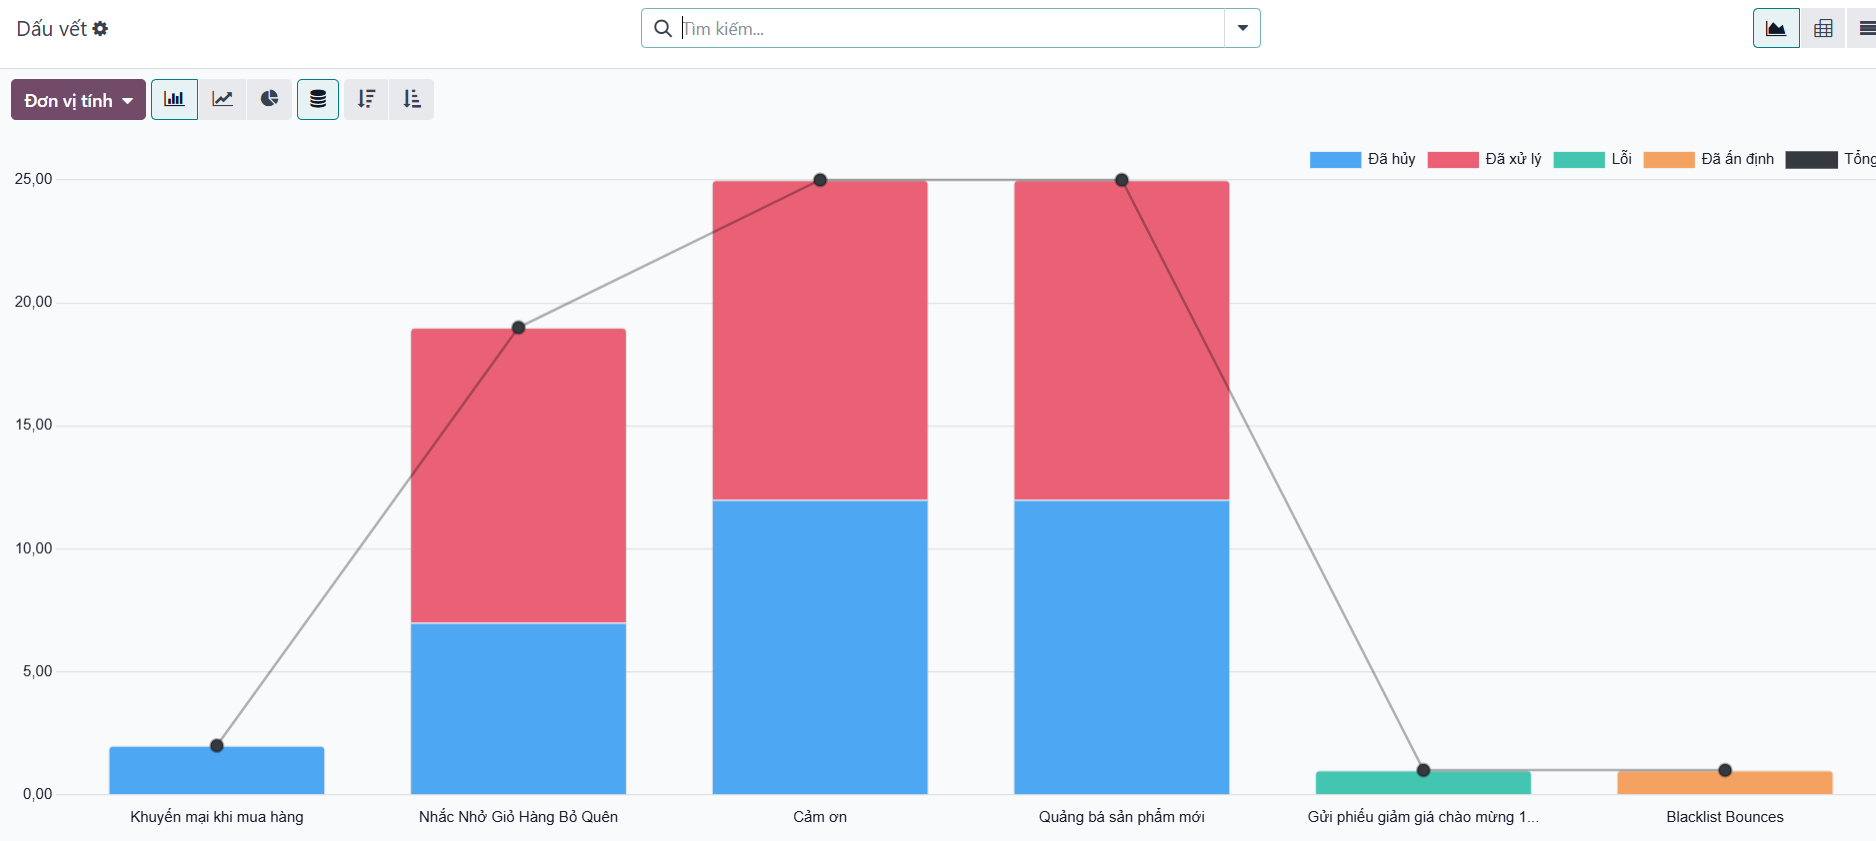 Dấu vết
Tìm kiếm...
Đơn vị tính
Đã hủy Đã xử lý Lỗi Đã ấn định Tổng
25,00
20,00
15,00
10,00
5,00
0,00
Khuyến mại khi mua hàng Nhắc Nhở Giỏ Hàng Bỏ Quên Cảm ơn Quảng bá sản phẩm mới Gửi phiếu giảm giá chào mừng 1... Blacklist Bounces